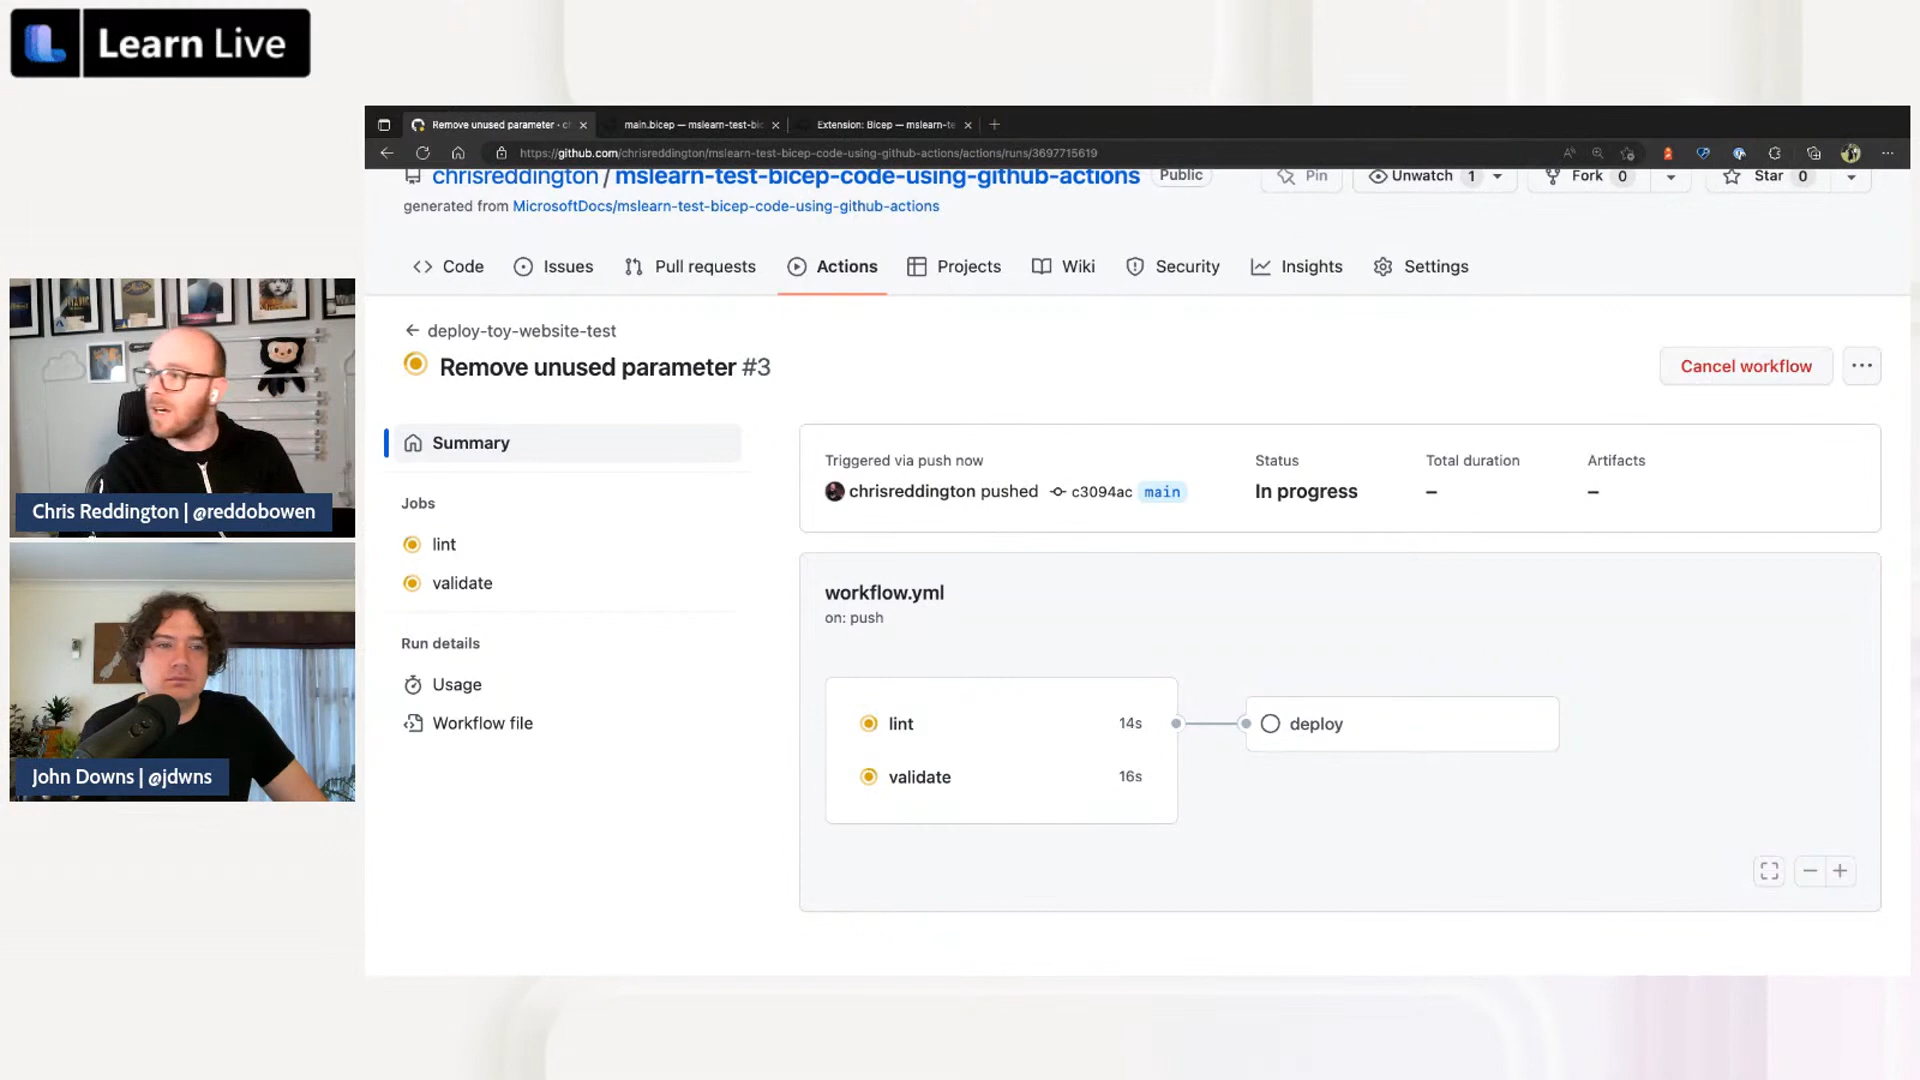 Learn Live
Remove unused parameter · c
main.bicep — mslearn-test-bic
Extension: Bicep — mslearn-te
https://github.com/chrisreddington/mslearn-test-bicep-code-using-github-actions/actions/runs/3697715619
chrisreddington / mslearn-test-bicep-code-using-github-actions Public
Pin
Unwatch 1
Fork 0
Star 0
generated from MicrosoftDocs/mslearn-test-bicep-code-using-github-actions
Code
Issues
Pull requests
Actions
Projects
Wiki
Security
Insights
Settings
deploy-toy-website-test
Remove unused parameter #3
Cancel workflow
Summary
Jobs
lint
validate
Run details
Usage
Workflow file
Triggered via push now
chrisreddington pushed c3094ac main
Status
In progress
Total duration
–
Artifacts
–
workflow.yml
on: push
lint 14s
validate 16s
deploy
Chris Reddington | @reddobowen
John Downs | @jdwns